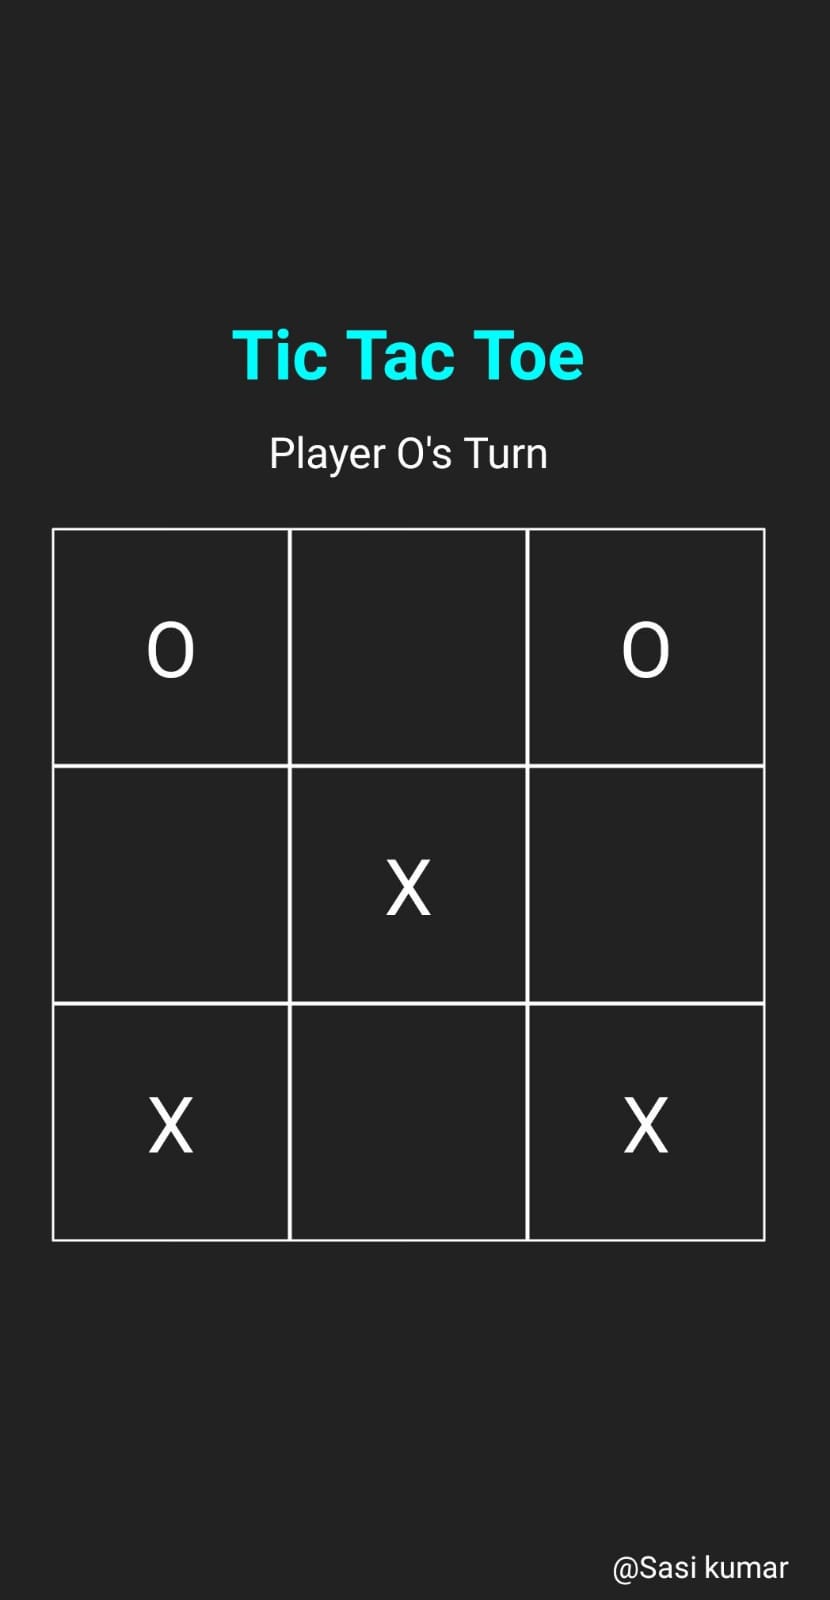 Tic Tac Toe
Player O's Turn
O O
X
X X
@Sasi kumar